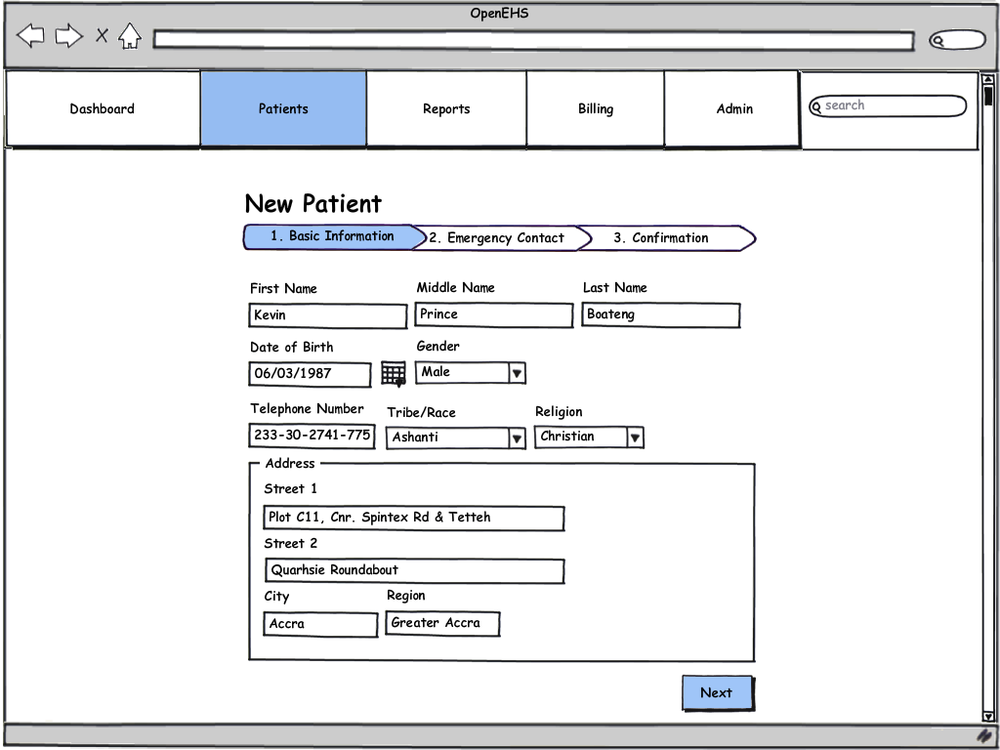 OpenEHS
Dashboard Patients Reports Billing Admin search
New Patient
1. Basic Information 2. Emergency Contact 3. Confirmation
First Name Middle Name Last Name
Kevin Prince Boateng
Date of Birth Gender
06/03/1987 Male
Telephone Number Tribe/Race Religion
233-30-2741-775 Ashanti Christian
Address
Street 1
Plot C11, Cnr. Spintex Rd & Tetteh
Street 2
Quarhsie Roundabout
City Region
Accra Greater Accra
Next